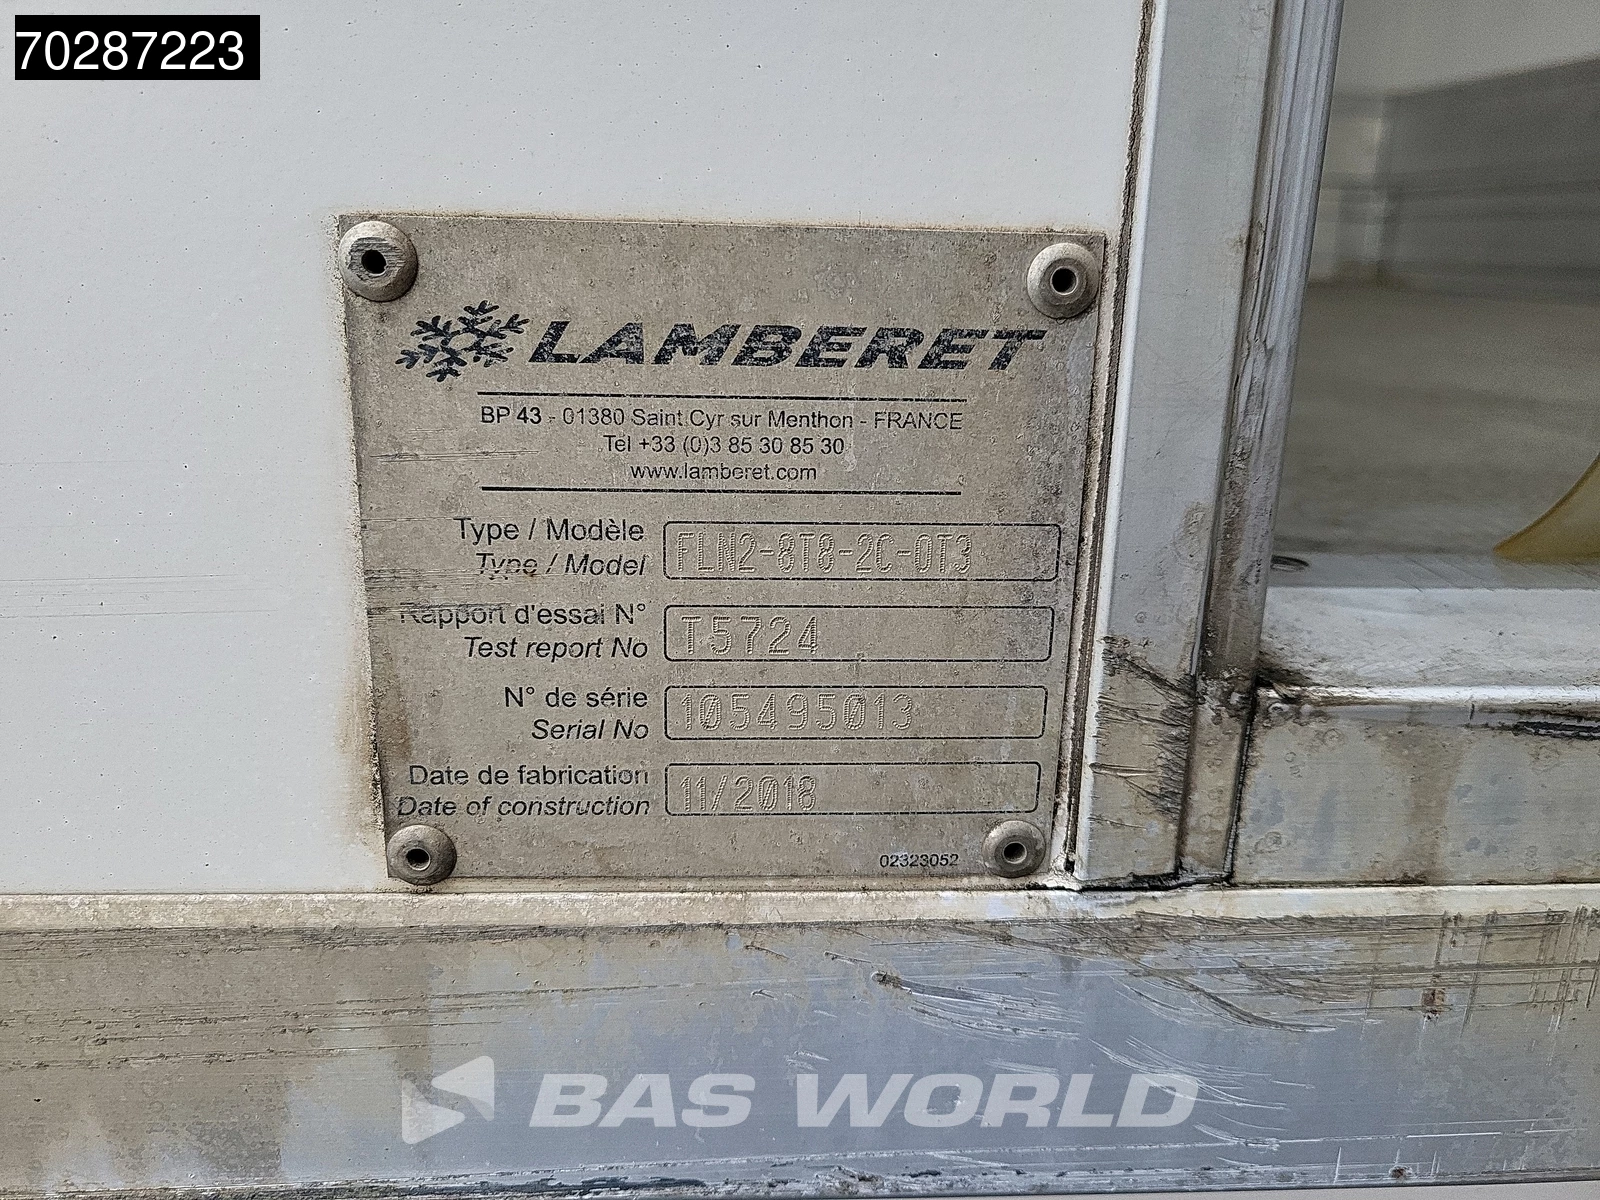 70287223
LAMBERET
BP 43 - 01380 Saint Cyr sur Menthon - FRANCE
Tél +33 (0)3 85 30 85 30
www.lamberet.com
Type / Modèle
Type / Model
FLN2-8T8-2C-0T3
Rapport d'essai N°
Test report No
T5724
N° de série
Serial No
105495013
Date de fabrication
Date of construction
11/2018
02323052
BAS WORLD